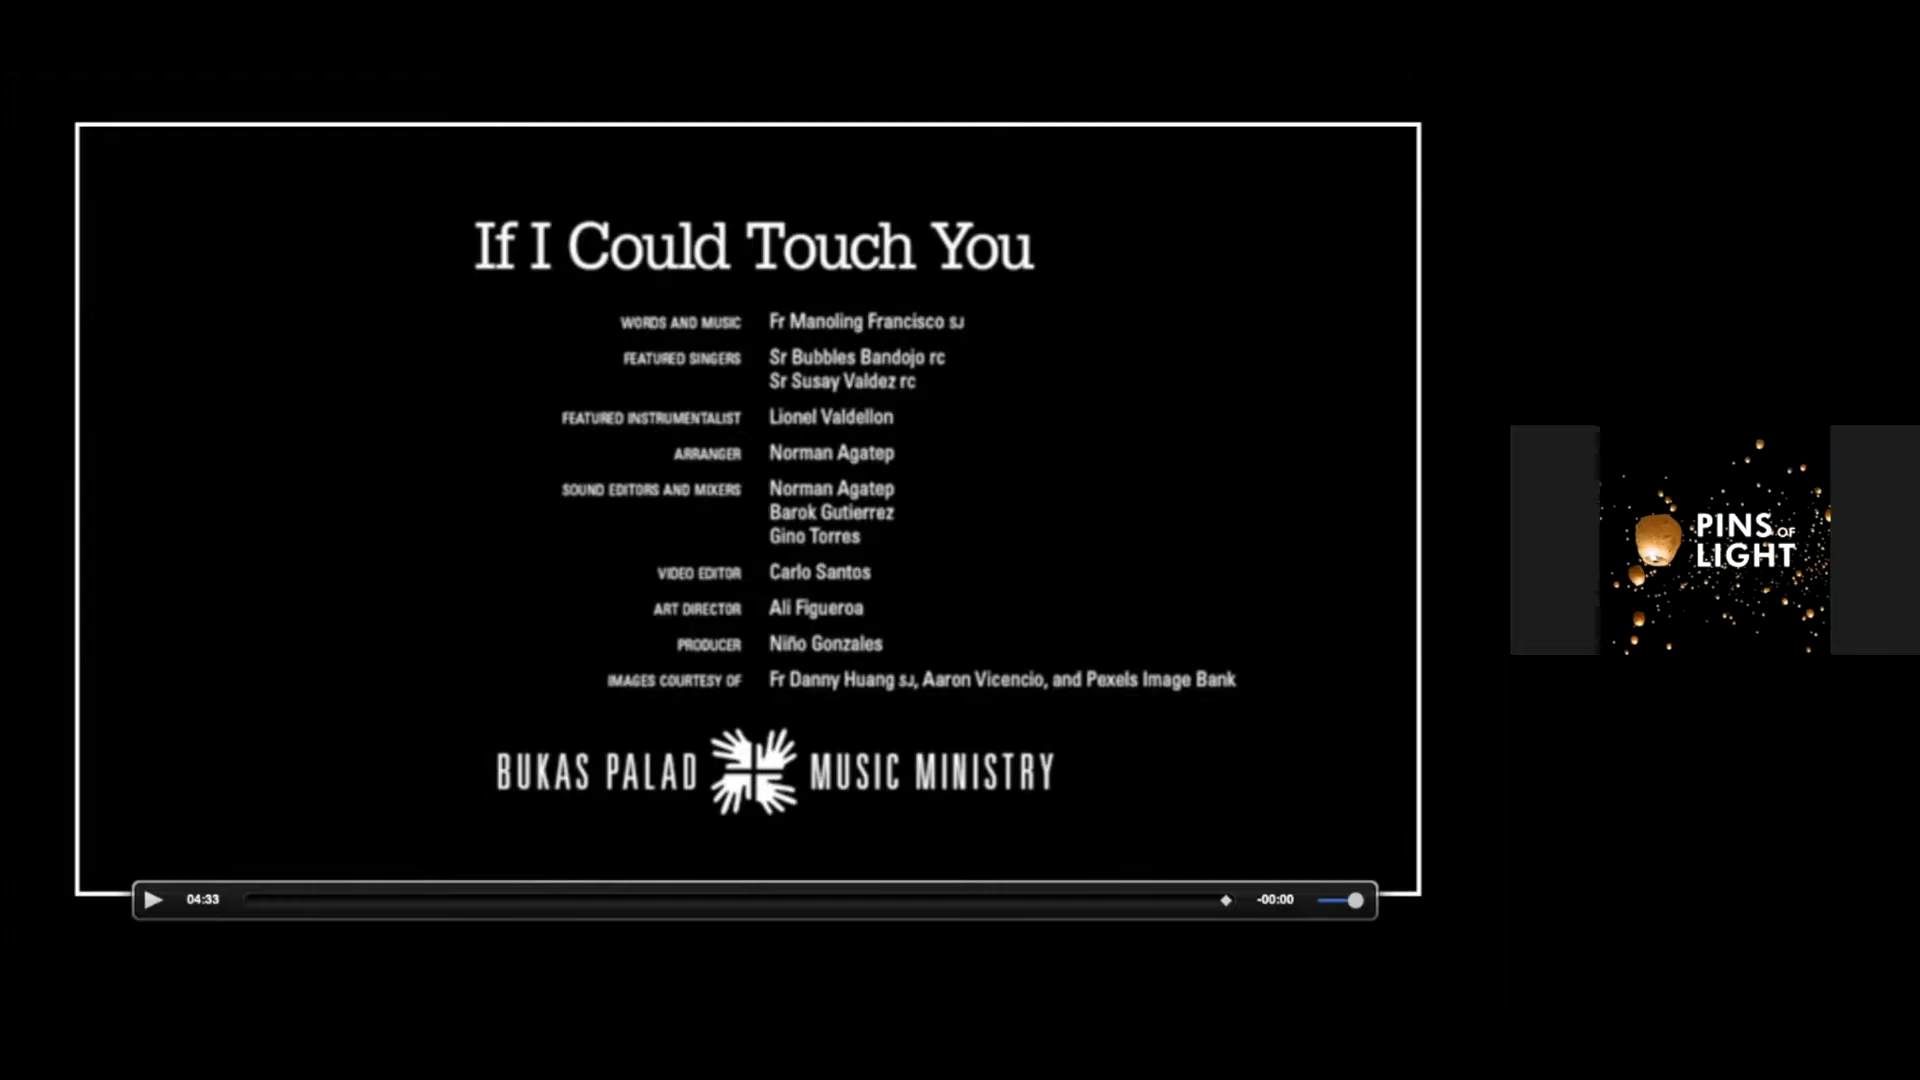 If I Could Touch You
WORDS AND MUSIC Fr Manoling Francisco SJ
FEATURED SINGERS Sr Bubbles Bandojo rc
Sr Susay Valdez rc
FEATURED INSTRUMENTALIST Lionel Valdellon
ARRANGER Norman Agatep
SOUND EDITORS AND MIXERS Norman Agatep
Barok Gutierrez
Gino Torres
VIDEO EDITOR Carlo Santos
ART DIRECTOR Ali Figueroa
PRODUCER Niño Gonzales
IMAGES COURTESY OF Fr Danny Huang SJ, Aaron Vicencio, and Pexels Image Bank
BUKAS PALAD MUSIC MINISTRY
04:33 -00:00
PINS OF
LIGHT